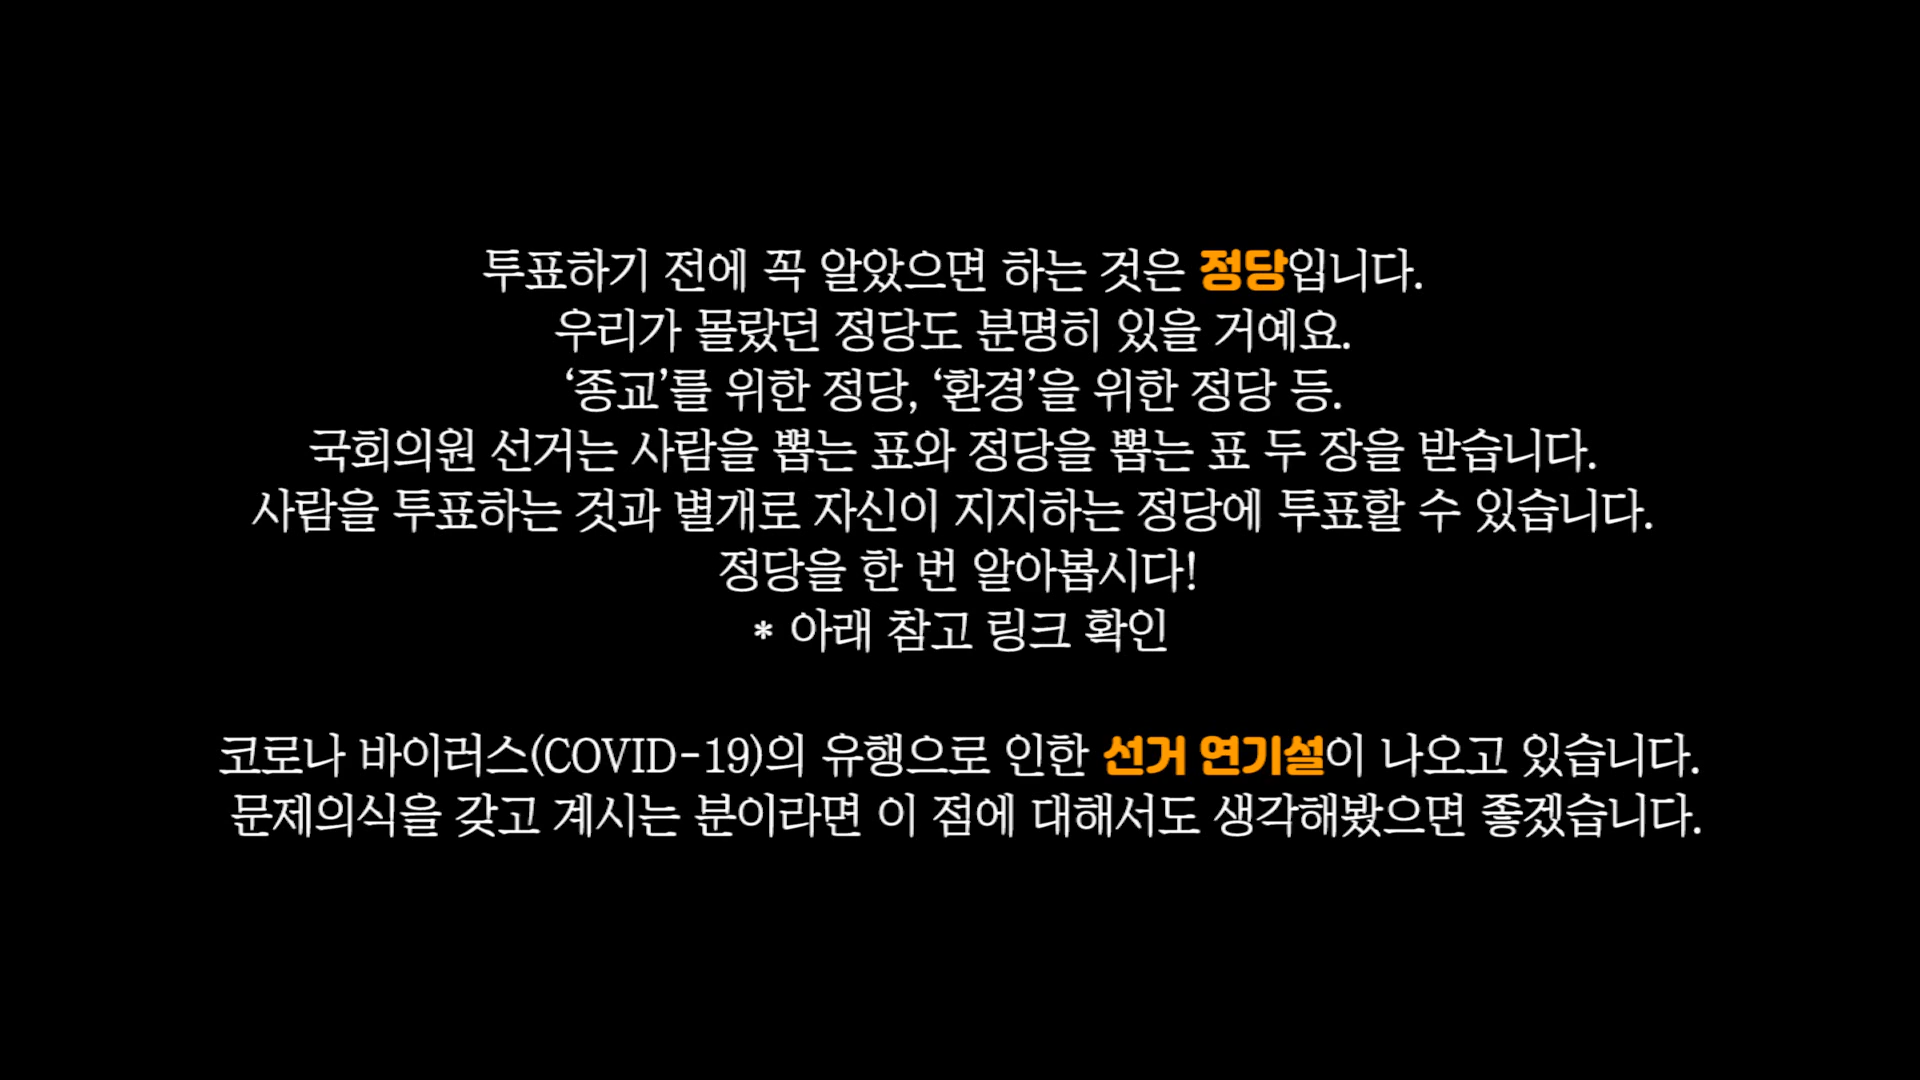 투표하기 전에 꼭 알았으면 하는 것은 정당입니다.
우리가 몰랐던 정당도 분명히 있을 거예요.
‘종교’를 위한 정당, ‘환경’을 위한 정당 등.
국회의원 선거는 사람을 뽑는 표와 정당을 뽑는 표 두 장을 받습니다.
사람을 투표하는 것과 별개로 자신이 지지하는 정당에 투표할 수 있습니다.
정당을 한 번 알아봅시다!
* 아래 참고 링크 확인
코로나 바이러스(COVID-19)의 유행으로 인한 선거 연기설이 나오고 있습니다.
문제의식을 갖고 계시는 분이라면 이 점에 대해서도 생각해봤으면 좋겠습니다.